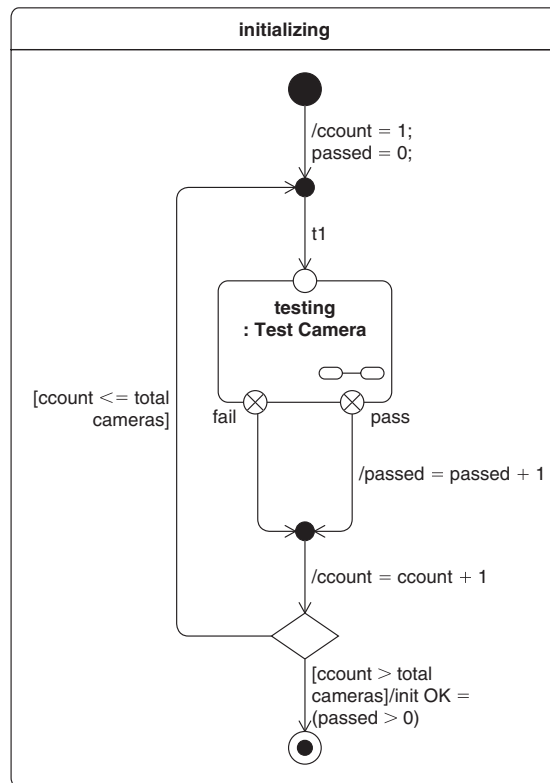 initializing
/ccount = 1;
passed = 0;
t1
testing
: Test Camera
[ccount <= total
cameras]
fail
pass
/passed = passed + 1
/ccount = ccount + 1
[ccount > total
cameras]/init OK =
(passed > 0)